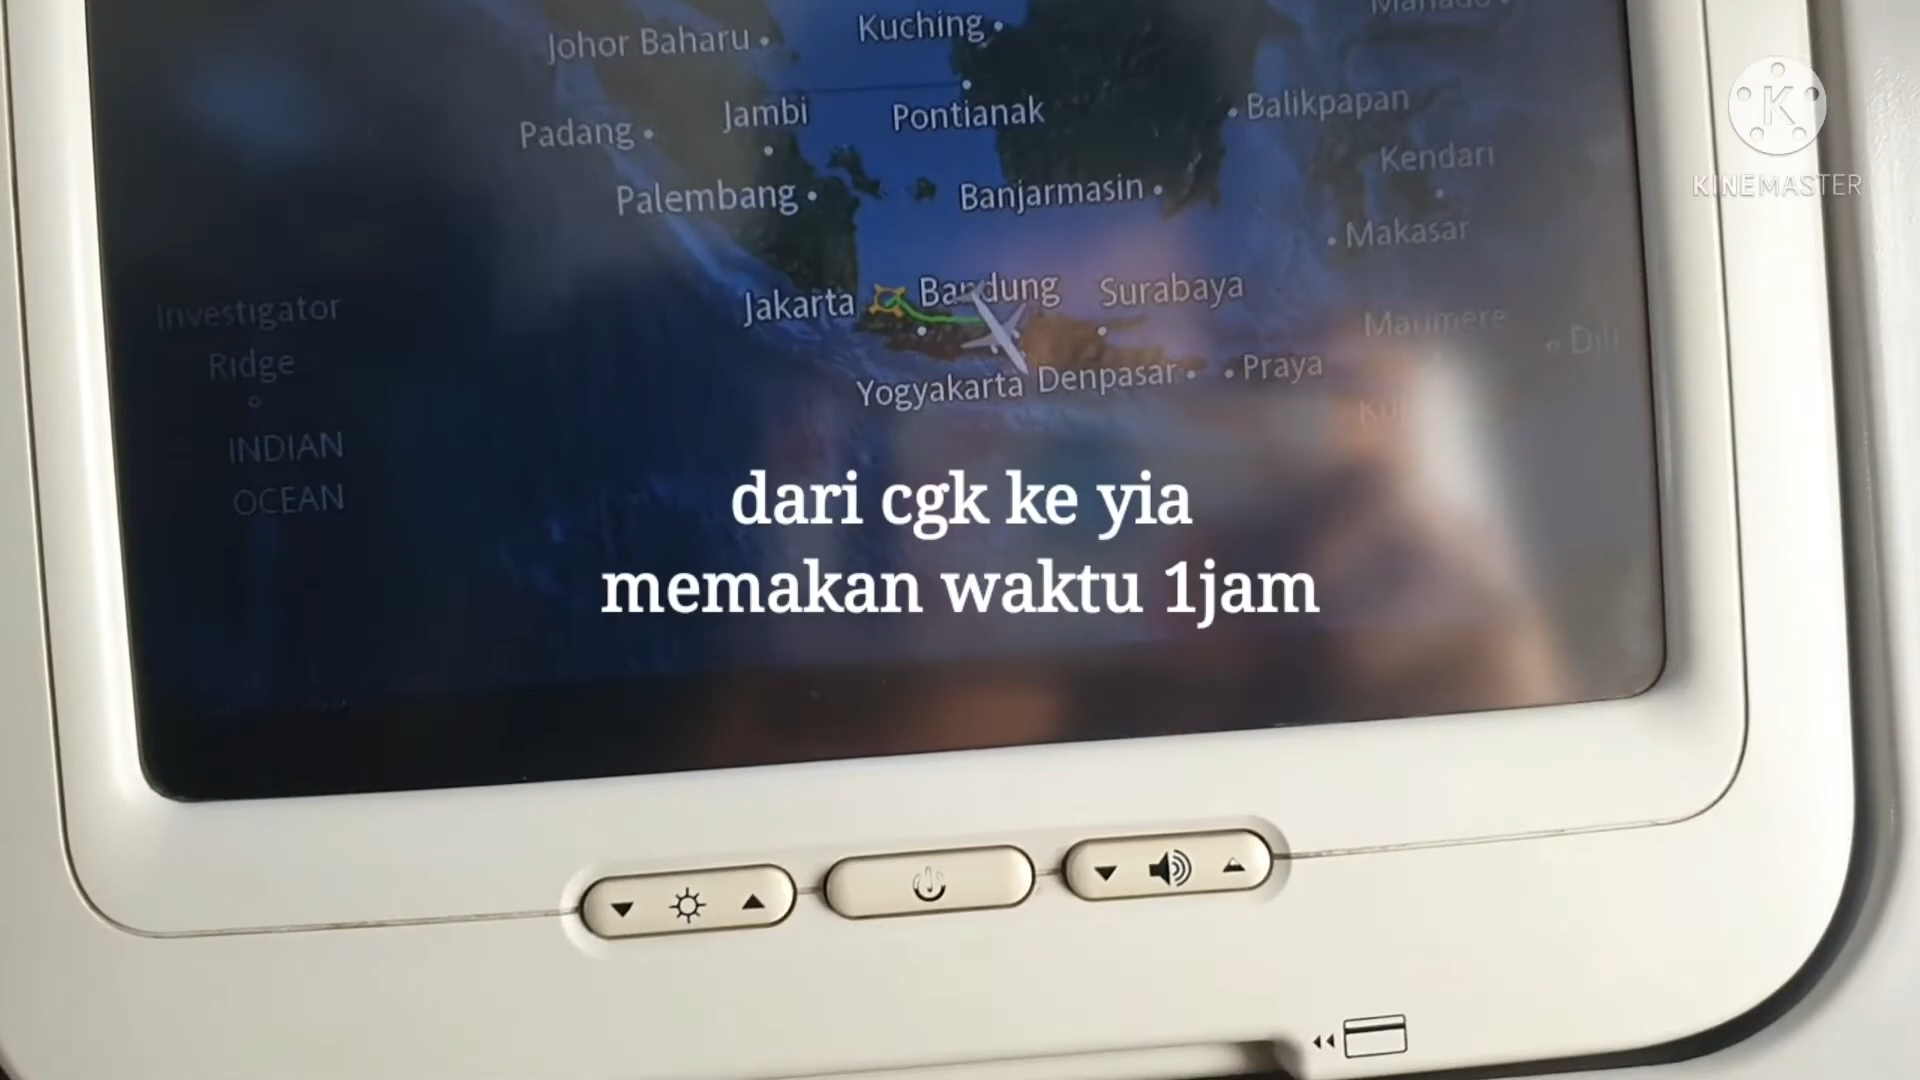 Manado
Johor Baharu
Kuching
Jambi
Pontianak
Balikpapan
Padang
Kendari
Palembang
Banjarmasin
Makasar
Investigator
Ridge
Jakarta
Bandung
Surabaya
Maumere
Dili
Yogyakarta
Denpasar
Praya
INDIAN
OCEAN
dari cgk ke yia
memakan waktu 1jam
K
KINEMASTER